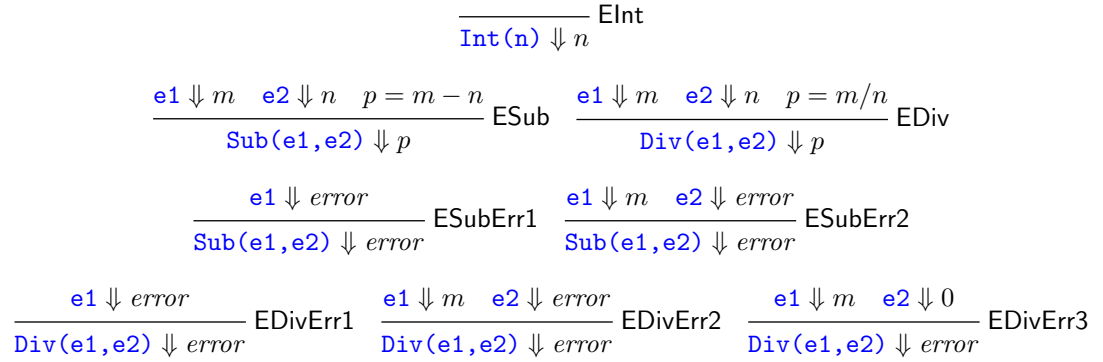 Int(n) ⇓ n EInt
e1 ⇓ m e2 ⇓ n p = m − n
Sub(e1,e2) ⇓ p ESub
e1 ⇓ m e2 ⇓ n p = m/n
Div(e1,e2) ⇓ p EDiv
e1 ⇓ error
Sub(e1,e2) ⇓ error ESubErr1
e1 ⇓ m e2 ⇓ error
Sub(e1,e2) ⇓ error ESubErr2
e1 ⇓ error
Div(e1,e2) ⇓ error EDivErr1
e1 ⇓ m e2 ⇓ error
Div(e1,e2) ⇓ error EDivErr2
e1 ⇓ m e2 ⇓ 0
Div(e1,e2) ⇓ error EDivErr3